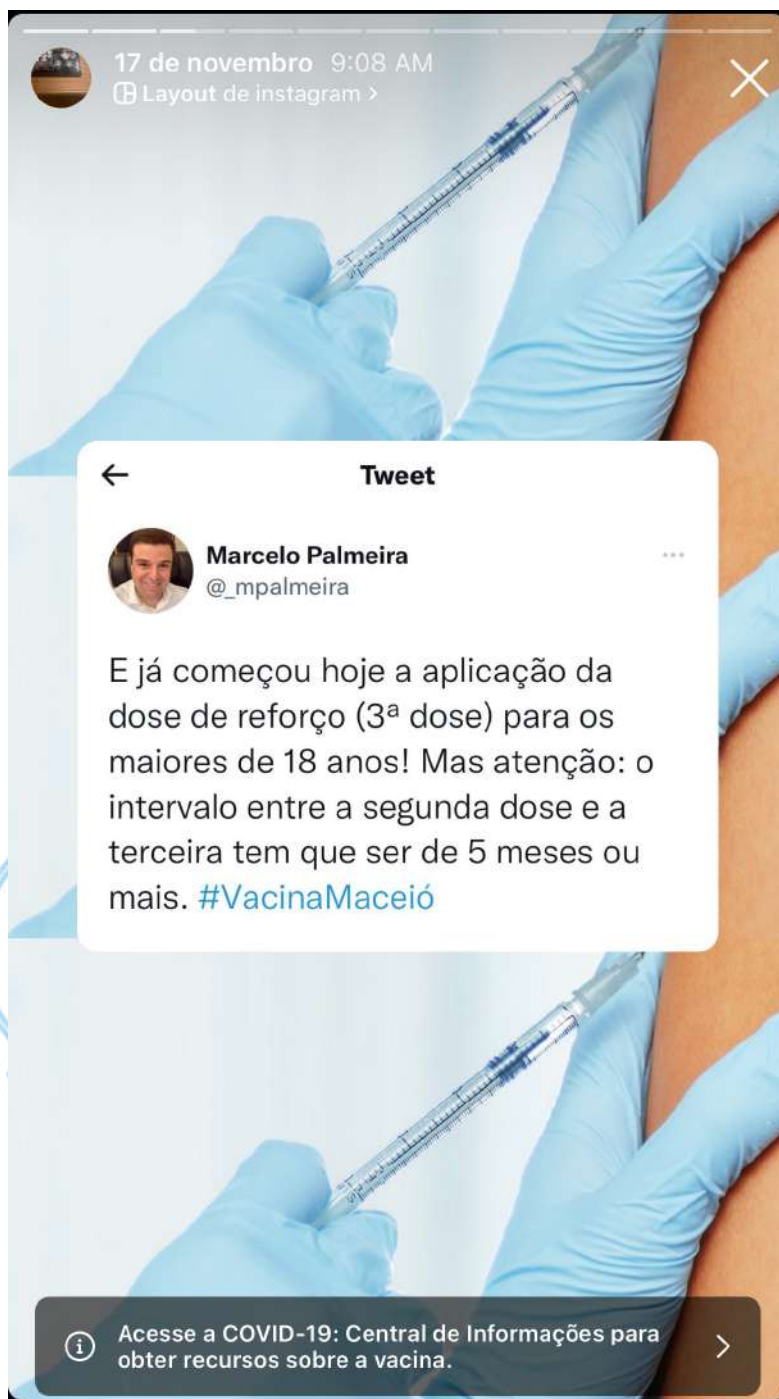 17 de novembro 9:08 AM
Layout de instagram >
Tweet
Marcelo Palmeira
@_mpalmeira
E já começou hoje a aplicação da
dose de reforço (3ª dose) para os
maiores de 18 anos! Mas atenção: o
intervalo entre a segunda dose e a
terceira tem que ser de 5 meses ou
mais. #VacinaMaceió
Acesse a COVID-19: Central de Informações para
obter recursos sobre a vacina.